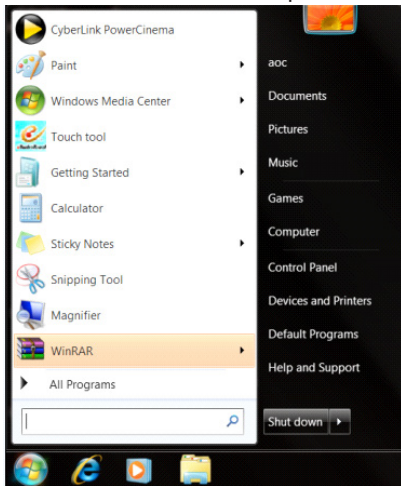 CyberLink PowerCinema
Paint
Windows Media Center
Touch tool
Getting Started
Calculator
Sticky Notes
Snipping Tool
Magnifier
WinRAR
All Programs
aoc
Documents
Pictures
Music
Games
Computer
Control Panel
Devices and Printers
Default Programs
Help and Support
Shut down